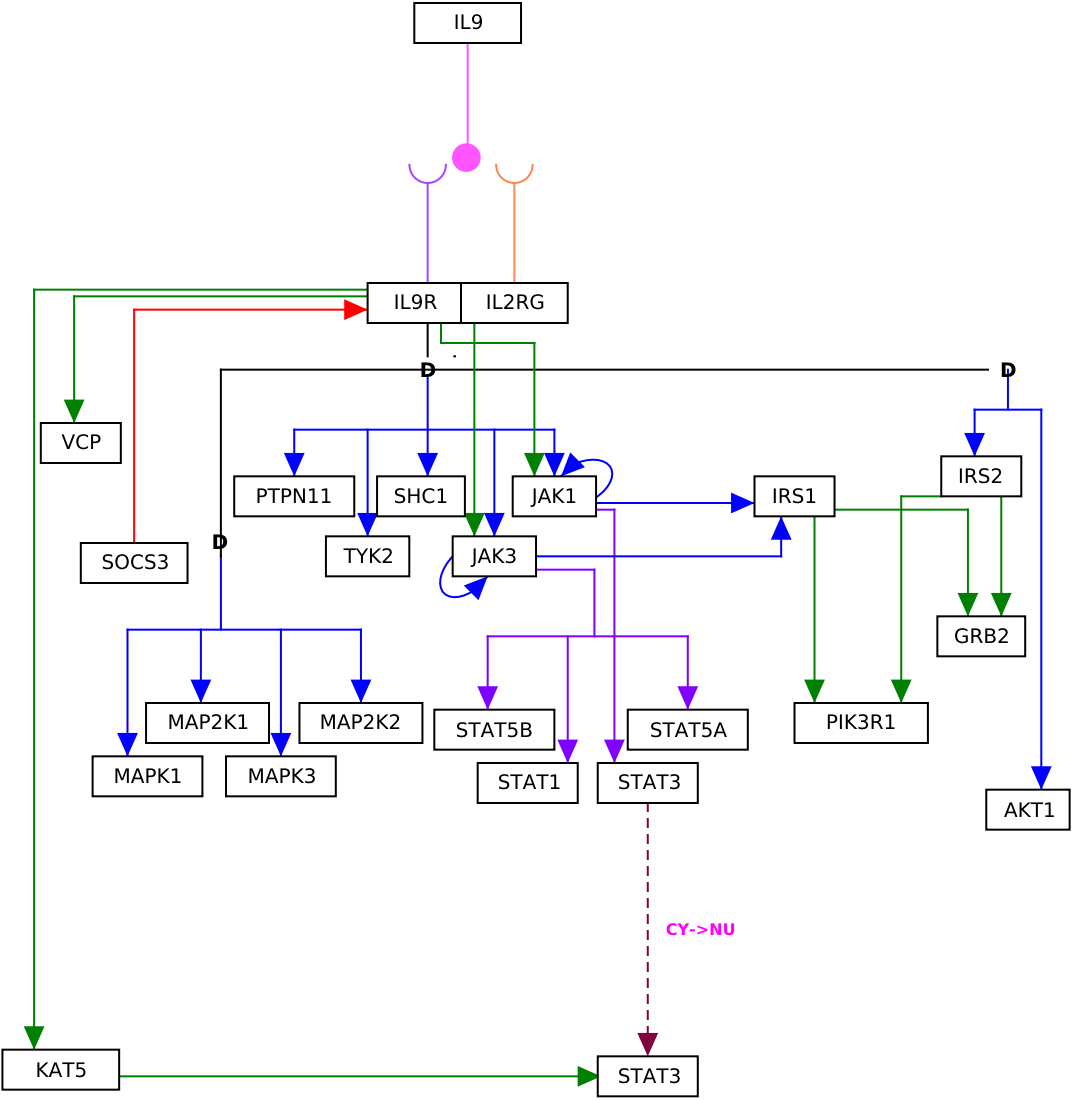 IL9
IL9R IL2RG
D D
VCP
PTPN11 SHC1 JAK1 IRS1 IRS2
D
SOCS3 TYK2 JAK3
GRB2
MAP2K1 MAP2K2 STAT5B STAT5A PIK3R1
MAPK1 MAPK3 STAT1 STAT3
AKT1
CY->NU
KAT5 STAT3